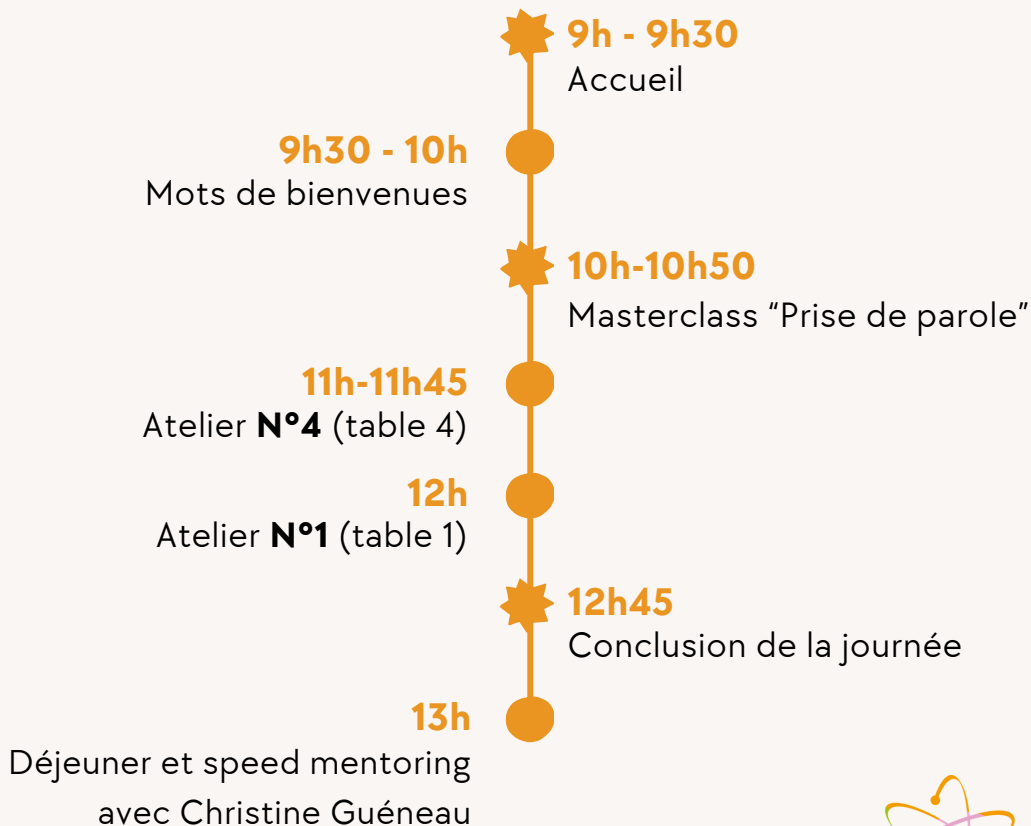 9h - 9h30
Accueil
9h30 - 10h
Mots de bienvenues
10h-10h50
Masterclass “Prise de parole”
11h-11h45
Atelier N°4 (table 4)
12h
Atelier N°1 (table 1)
12h45
Conclusion de la journée
13h
Déjeuner et speed mentoring
avec Christine Guéneau